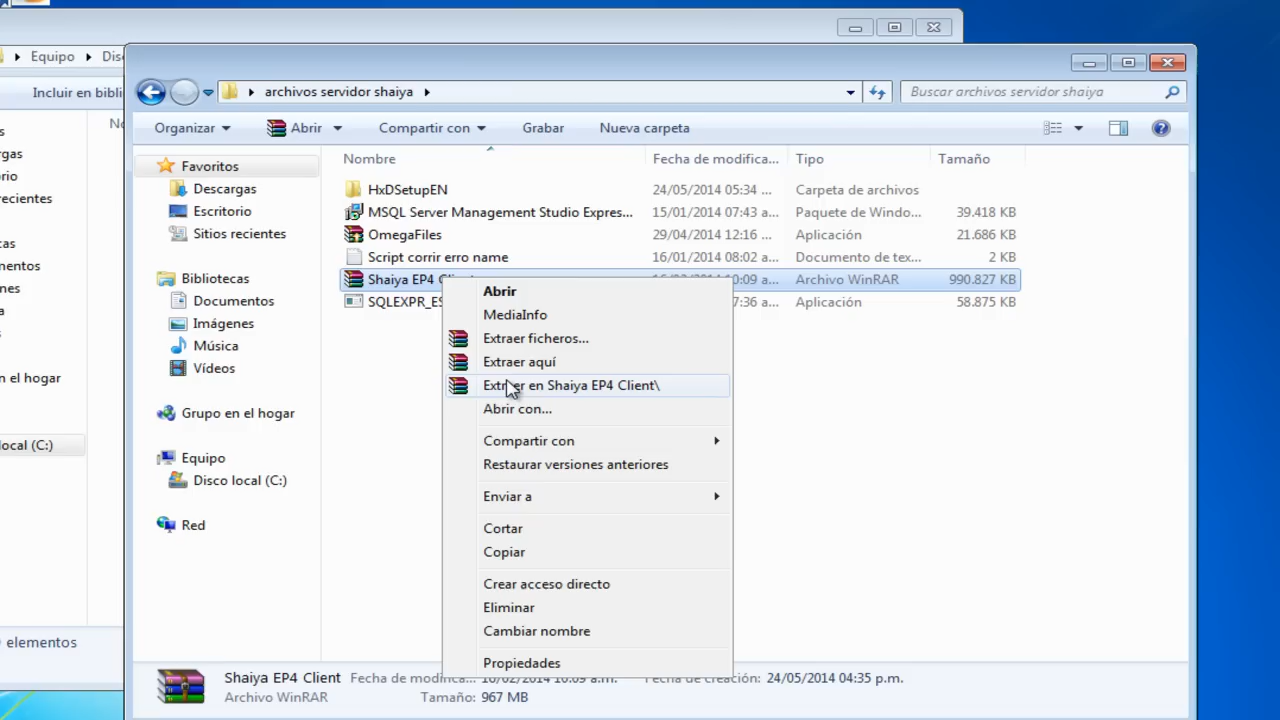 Equipo
Disc
Incluir en bibli
archivos servidor shaiya
Buscar archivos servidor shaiya
Organizar
Abrir
Compartir con
Grabar
Nueva carpeta
Nombre
Fecha de modifica...
Tipo
Tamaño
Favoritos
Descargas
Escritorio
Sitios recientes
Bibliotecas
Documentos
Imágenes
Música
Vídeos
Grupo en el hogar
Equipo
Disco local (C:)
Red
HxDSetupEN 24/05/2014 05:34 ... Carpeta de archivos
MSQL Server Management Studio Expres... 15/01/2014 07:43 a... Paquete de Windo... 39.418 KB
OmegaFiles 29/04/2014 12:16 ... Aplicación 21.686 KB
Script corrir erro name 16/01/2014 08:02 a... Documento de tex... 2 KB
Shaiya EP4 Archivo WinRAR 990.827 KB
SQLEXPR_ES 7:36 a... Aplicación 58.875 KB
Abrir
MediaInfo
Extraer ficheros...
Extraer aquí
Extraer en Shaiya EP4 Client\
Abrir con...
Compartir con
Restaurar versiones anteriores
Enviar a
Cortar
Copiar
Crear acceso directo
Eliminar
Cambiar nombre
Propiedades
No
s
gas
rio
recientes
cas
mentos
nes
a
s
en el hogar
local (C:)
elementos
Shaiya EP4 Client Fecha de modifica... Fecha de creación: 24/05/2014 04:35 p.m.
Archivo WinRAR Tamaño: 967 MB